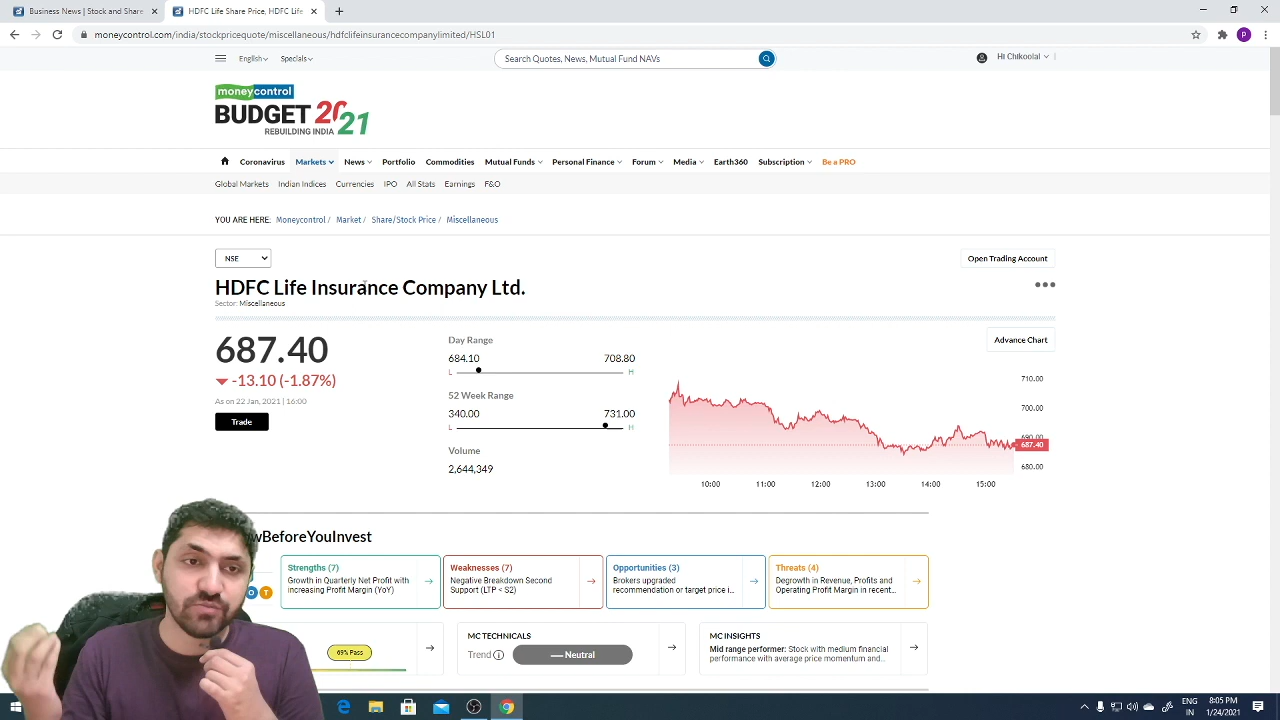 Business News | Stock and Share
HDFC Life Share Price, HDFC Life
moneycontrol.com/india/stockpricequote/miscellaneous/hdfclifeinsurancecompanylimited/HSL01
P
English
Specials
Search Quotes, News, Mutual Fund NAVs
Hi Chikoolal
moneycontrol
BUDGET 2021
REBUILDING INDIA
Coronavirus Markets News Portfolio Commodities Mutual Funds Personal Finance Forum Media Earth360 Subscription Be a PRO
Global Markets Indian Indices Currencies IPO All Stats Earnings F&O
YOU ARE HERE: Moneycontrol / Market / Share/Stock Price / Miscellaneous
NSE
Open Trading Account
HDFC Life Insurance Company Ltd.
Sector: Miscellaneous
687.40
-13.10 (-1.87%)
As on 22 Jan, 2021 | 16:00
Trade
Day Range
684.10 708.80
L H
52 Week Range
340.00 731.00
L H
Volume
2,644,349
Advance Chart
710.00
700.00
690.00
687.40
680.00
10:00 11:00 12:00 13:00 14:00 15:00
wBeforeYouInvest
O T
Strengths (7)
Growth in Quarterly Net Profit with
increasing Profit Margin (YoY)
Weaknesses (7)
Negative Breakdown Second
Support (LTP < S2)
Opportunities (3)
Brokers upgraded
recommendation or target price i..
Threats (4)
Degrowth in Revenue, Profits and
Operating Profit Margin in recent...
69% Pass
MC TECHNICALS
Trend
Neutral
MC INSIGHTS
Mid range performer: Stock with medium financial
performance with average price momentum and...
ENG
IN
8:05 PM
1/24/2021